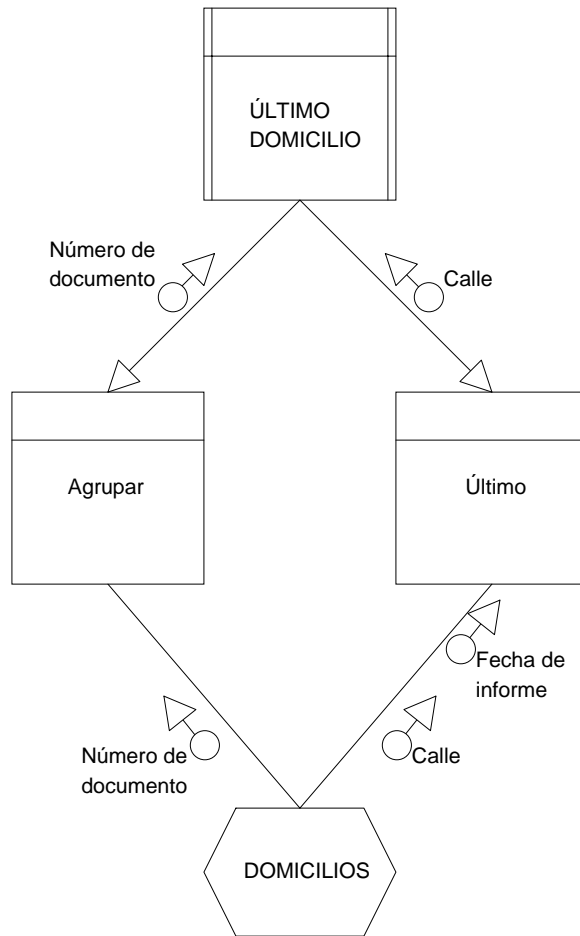 ÚLTIMO
DOMICILIO
Número de
documento
Calle
Agrupar
Último
Fecha de
informe
Número de
documento
Calle
DOMICILIOS